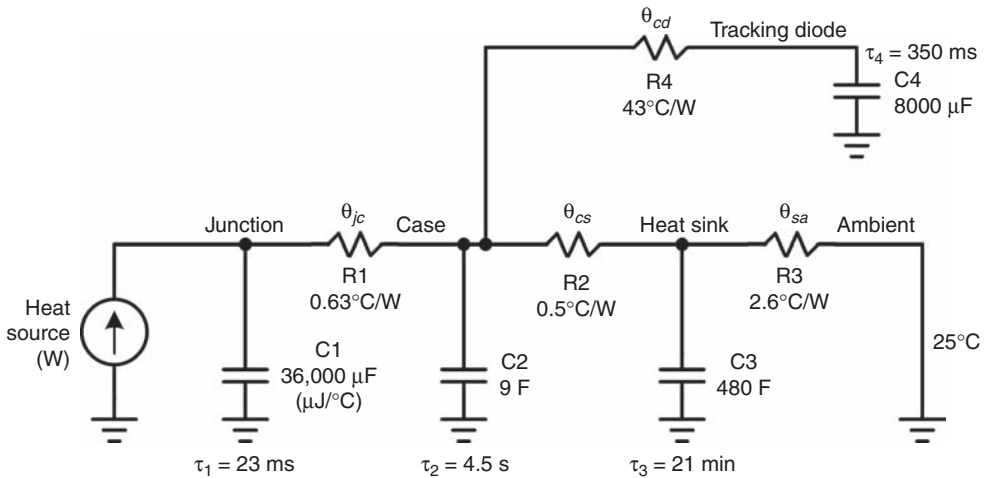 θcd
Tracking diode
τ4 = 350 ms
R4
43°C/W
C4
8000 μF
Junction
θjc
Case
θcs
Heat sink
θsa
Ambient
R1
0.63°C/W
R2
0.5°C/W
R3
2.6°C/W
Heat
source
(W)
C1
36,000 μF
(μJ/°C)
C2
9 F
C3
480 F
25°C
τ1 = 23 ms
τ2 = 4.5 s
τ3 = 21 min